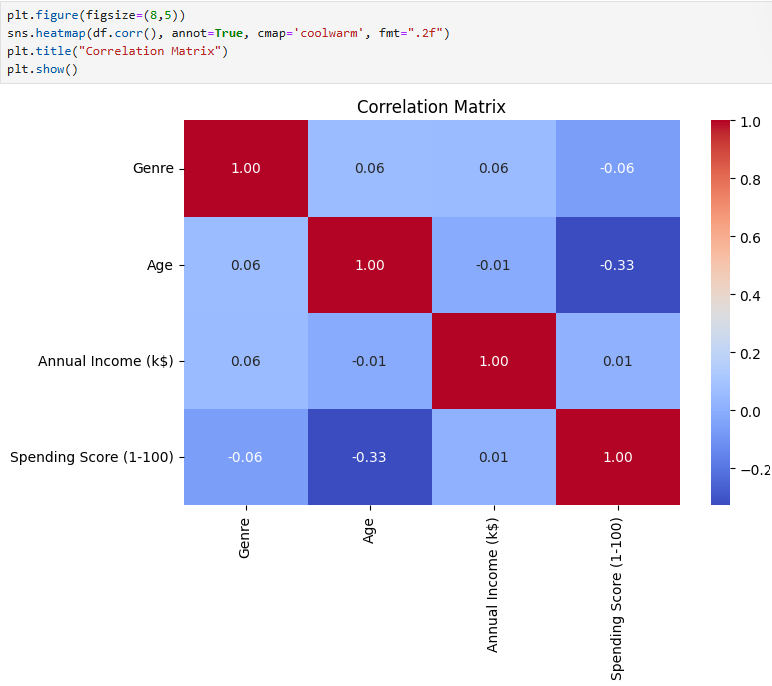 plt.figure(figsize=(8,5))
sns.heatmap(df.corr(), annot=True, cmap='coolwarm', fmt=".2f")
plt.title("Correlation Matrix")
plt.show()
Correlation Matrix
Genre 1.00 0.06 0.06 -0.06
Age 0.06 1.00 -0.01 -0.33
Annual Income (k$) 0.06 -0.01 1.00 0.01
Spending Score (1-100) -0.06 -0.33 0.01 1.00
Genre
Age
Annual Income (k$)
Spending Score (1-100)
1.0
0.8
0.6
0.4
0.2
0.0
−0.2